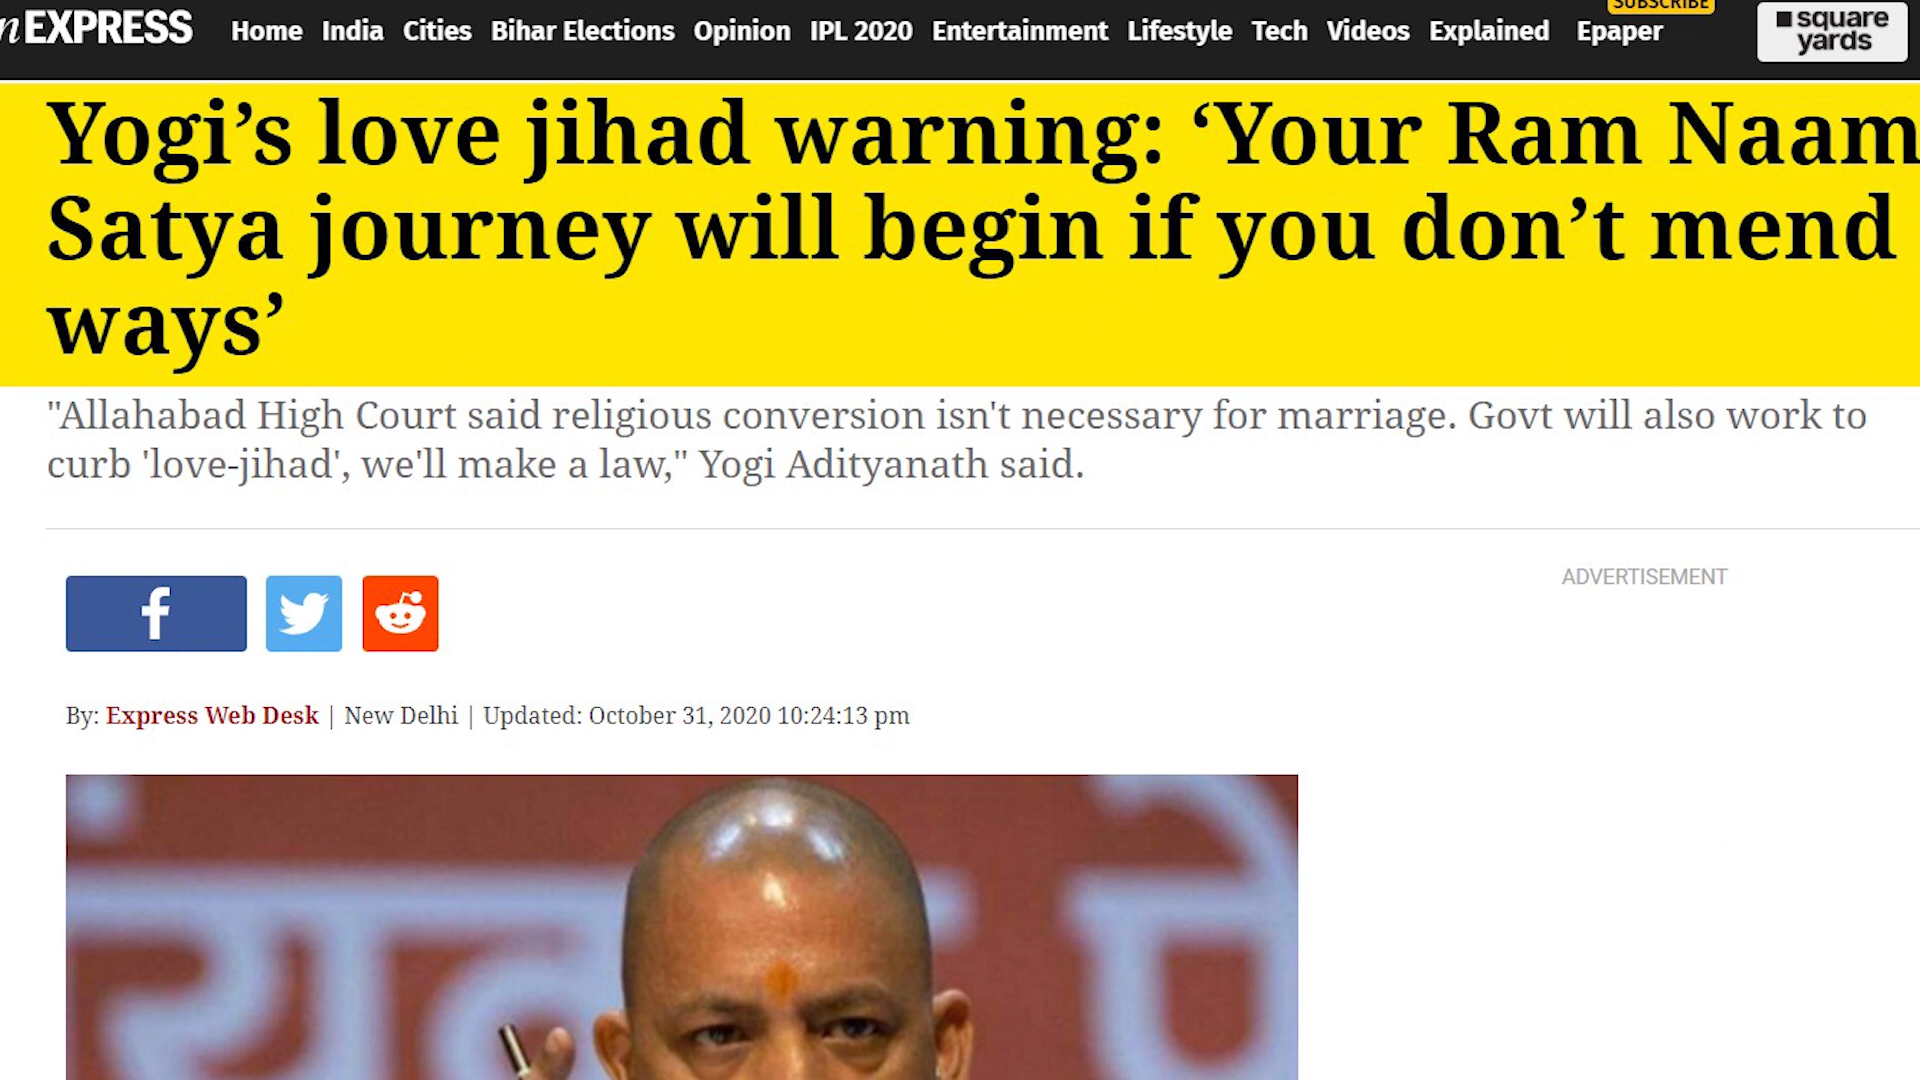 nEXPRESS Home India Cities Bihar Elections Opinion IPL 2020 Entertainment Lifestyle Tech Videos Explained Epaper
SUBSCRIBE
square
yards
Yogi’s love jihad warning: ‘Your Ram Naam
Satya journey will begin if you don’t mend
ways’
"Allahabad High Court said religious conversion isn't necessary for marriage. Govt will also work to
curb 'love-jihad', we'll make a law," Yogi Adityanath said.
ADVERTISEMENT
By: Express Web Desk | New Delhi | Updated: October 31, 2020 10:24:13 pm